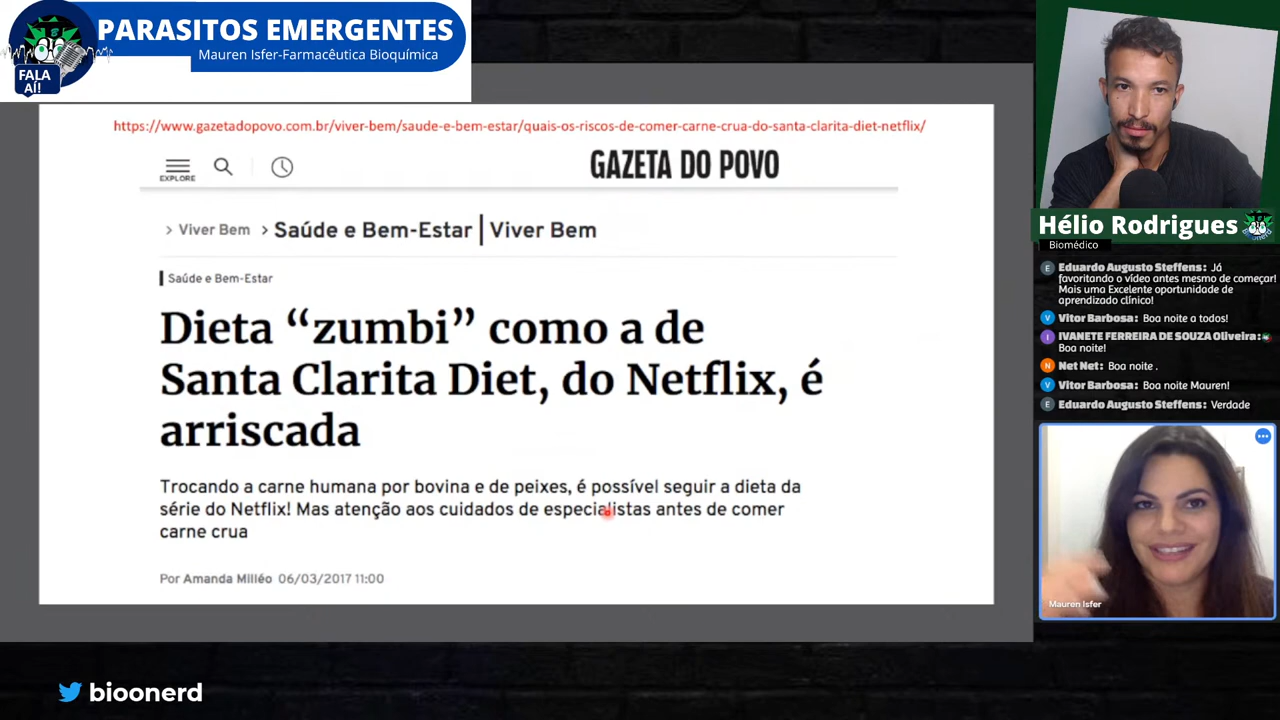 PARASITOS EMERGENTES
Mauren Isfer-Farmacêutica Bioquímica
FALA
AÍ!
https://www.gazetadopovo.com.br/viver-bem/saude-e-bem-estar/quais-os-riscos-de-comer-carne-crua-do-santa-clarita-diet-netflix/
EXPLORE
GAZETA DO POVO
> Viver Bem > Saúde e Bem-Estar | Viver Bem
Saúde e Bem-Estar
Dieta “zumbi” como a de
Santa Clarita Diet, do Netflix, é
arriscada
Trocando a carne humana por bovina e de peixes, é possível seguir a dieta da
série do Netflix! Mas atenção aos cuidados de especialistas antes de comer
carne crua
Por Amanda Milléo 06/03/2017 11:00
Hélio Rodrigues
Biomédico
E Eduardo Augusto Steffens: Já
favoritando o vídeo antes mesmo de começar!
Mais uma Excelente oportunidade de
aprendizado clínico!
V Vitor Barbosa: Boa noite a todos!
I IVANETE FERREIRA DE SOUZA Oliveira:
Boa noite!
N Net Net: Boa noite .
V Vitor Barbosa: Boa noite Mauren!
E Eduardo Augusto Steffens: Verdade
Mauren Isfer
bioonerd